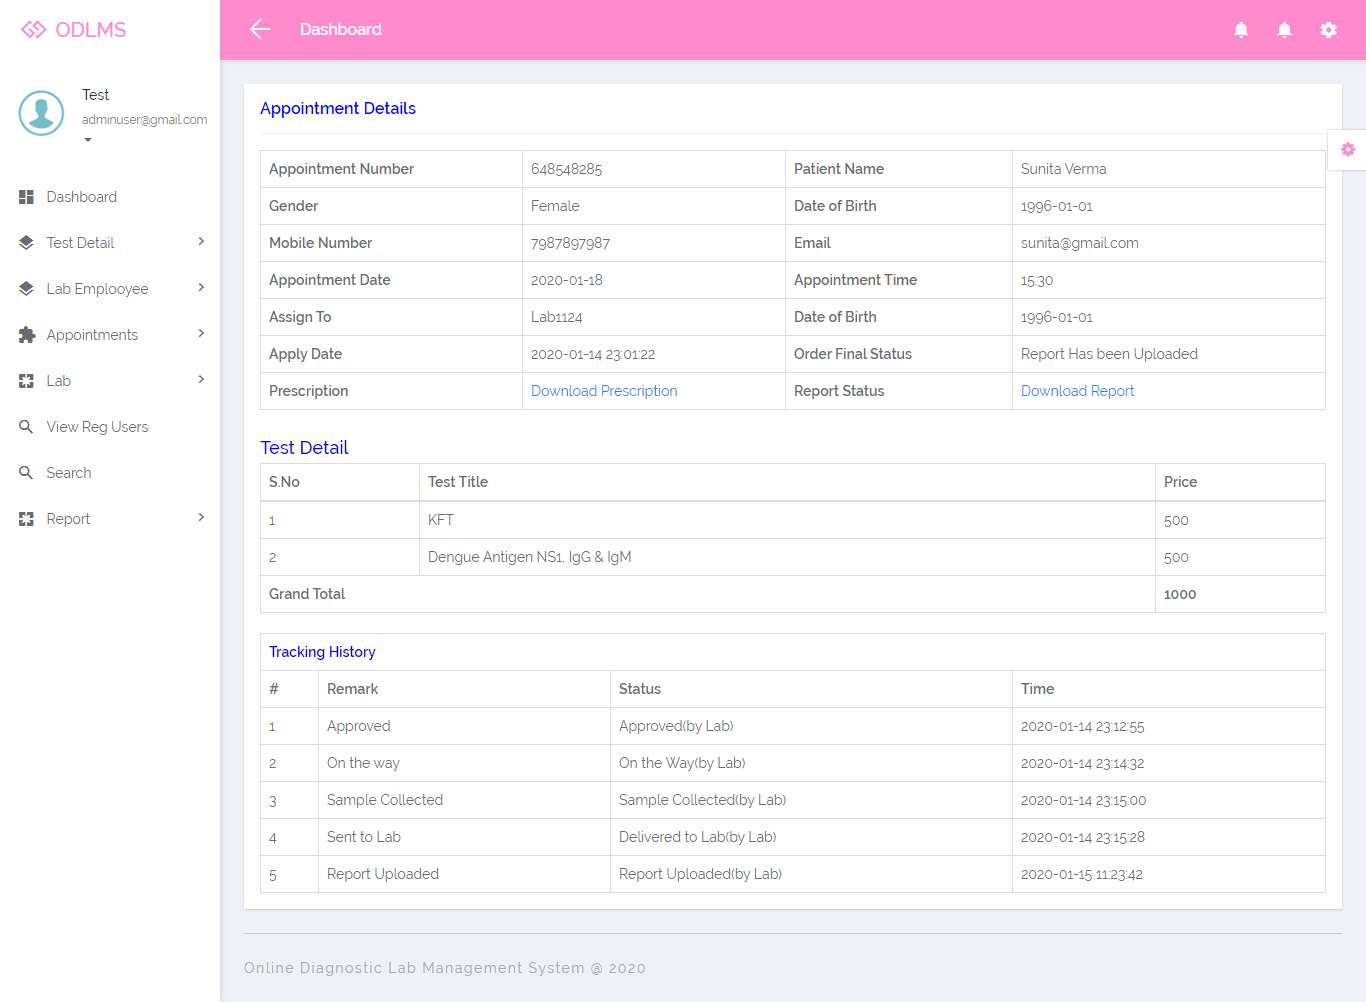 ODLMS
Dashboard
Test
adminuser@gmail.com
Dashboard
Test Detail
Lab Emplooyee
Appointments
Lab
View Reg Users
Search
Report
Appointment Details
Appointment Number 648548285 Patient Name Sunita Verma
Gender Female Date of Birth 1996-01-01
Mobile Number 7987897987 Email sunita@gmail.com
Appointment Date 2020-01-18 Appointment Time 15:30
Assign To Lab1124 Date of Birth 1996-01-01
Apply Date 2020-01-14 23:01:22 Order Final Status Report Has been Uploaded
Prescription Download Prescription Report Status Download Report
Test Detail
S.No Test Title Price
1 KFT 500
2 Dengue Antigen NS1, IgG & IgM 500
Grand Total 1000
Tracking History
# Remark Status Time
1 Approved Approved(by Lab) 2020-01-14 23:12:55
2 On the way On the Way(by Lab) 2020-01-14 23:14:32
3 Sample Collected Sample Collected(by Lab) 2020-01-14 23:15:00
4 Sent to Lab Delivered to Lab(by Lab) 2020-01-14 23:15:28
5 Report Uploaded Report Uploaded(by Lab) 2020-01-15 11:23:42
Online Diagnostic Lab Management System @ 2020